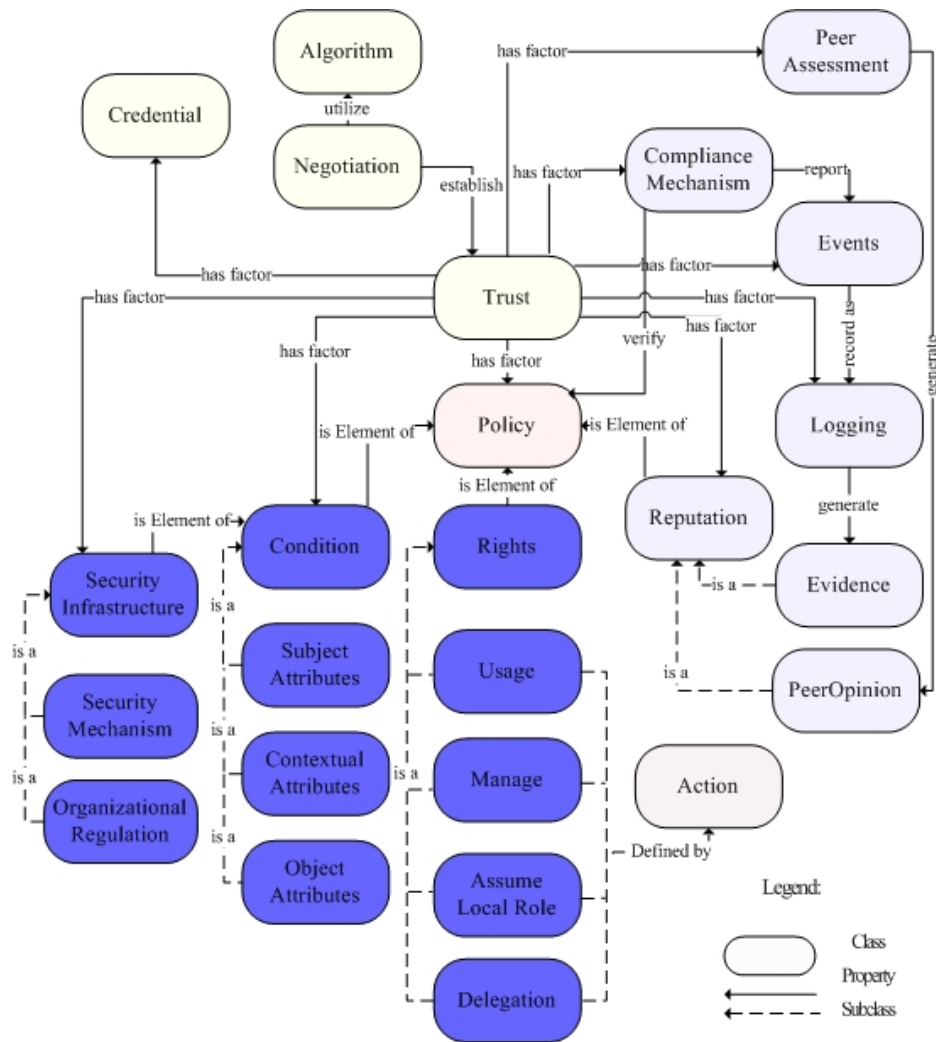 Algorithm
Peer
Assessment
has factor
utilize
Credential
Negotiation
establish
has factor
Compliance
Mechanism
report
Events
has factor
has factor
Trust
has factor
has factor
has factor
has factor
has factor
verify
record as
generate
is Element of
Policy
is Element of
Logging
is Element of
generate
is Element of
Condition
Rights
Reputation
Security
Infrastructure
is a
Evidence
is a
is a
Subject
Attributes
Usage
is a
PeerOpinion
Security
Mechanism
is a
Contextual
Attributes
is a
Manage
Action
is a
Organizational
Regulation
is a
Defined by
Object
Attributes
Assume
Local Role
Delegation
Legend:
Class
Property
Subclass